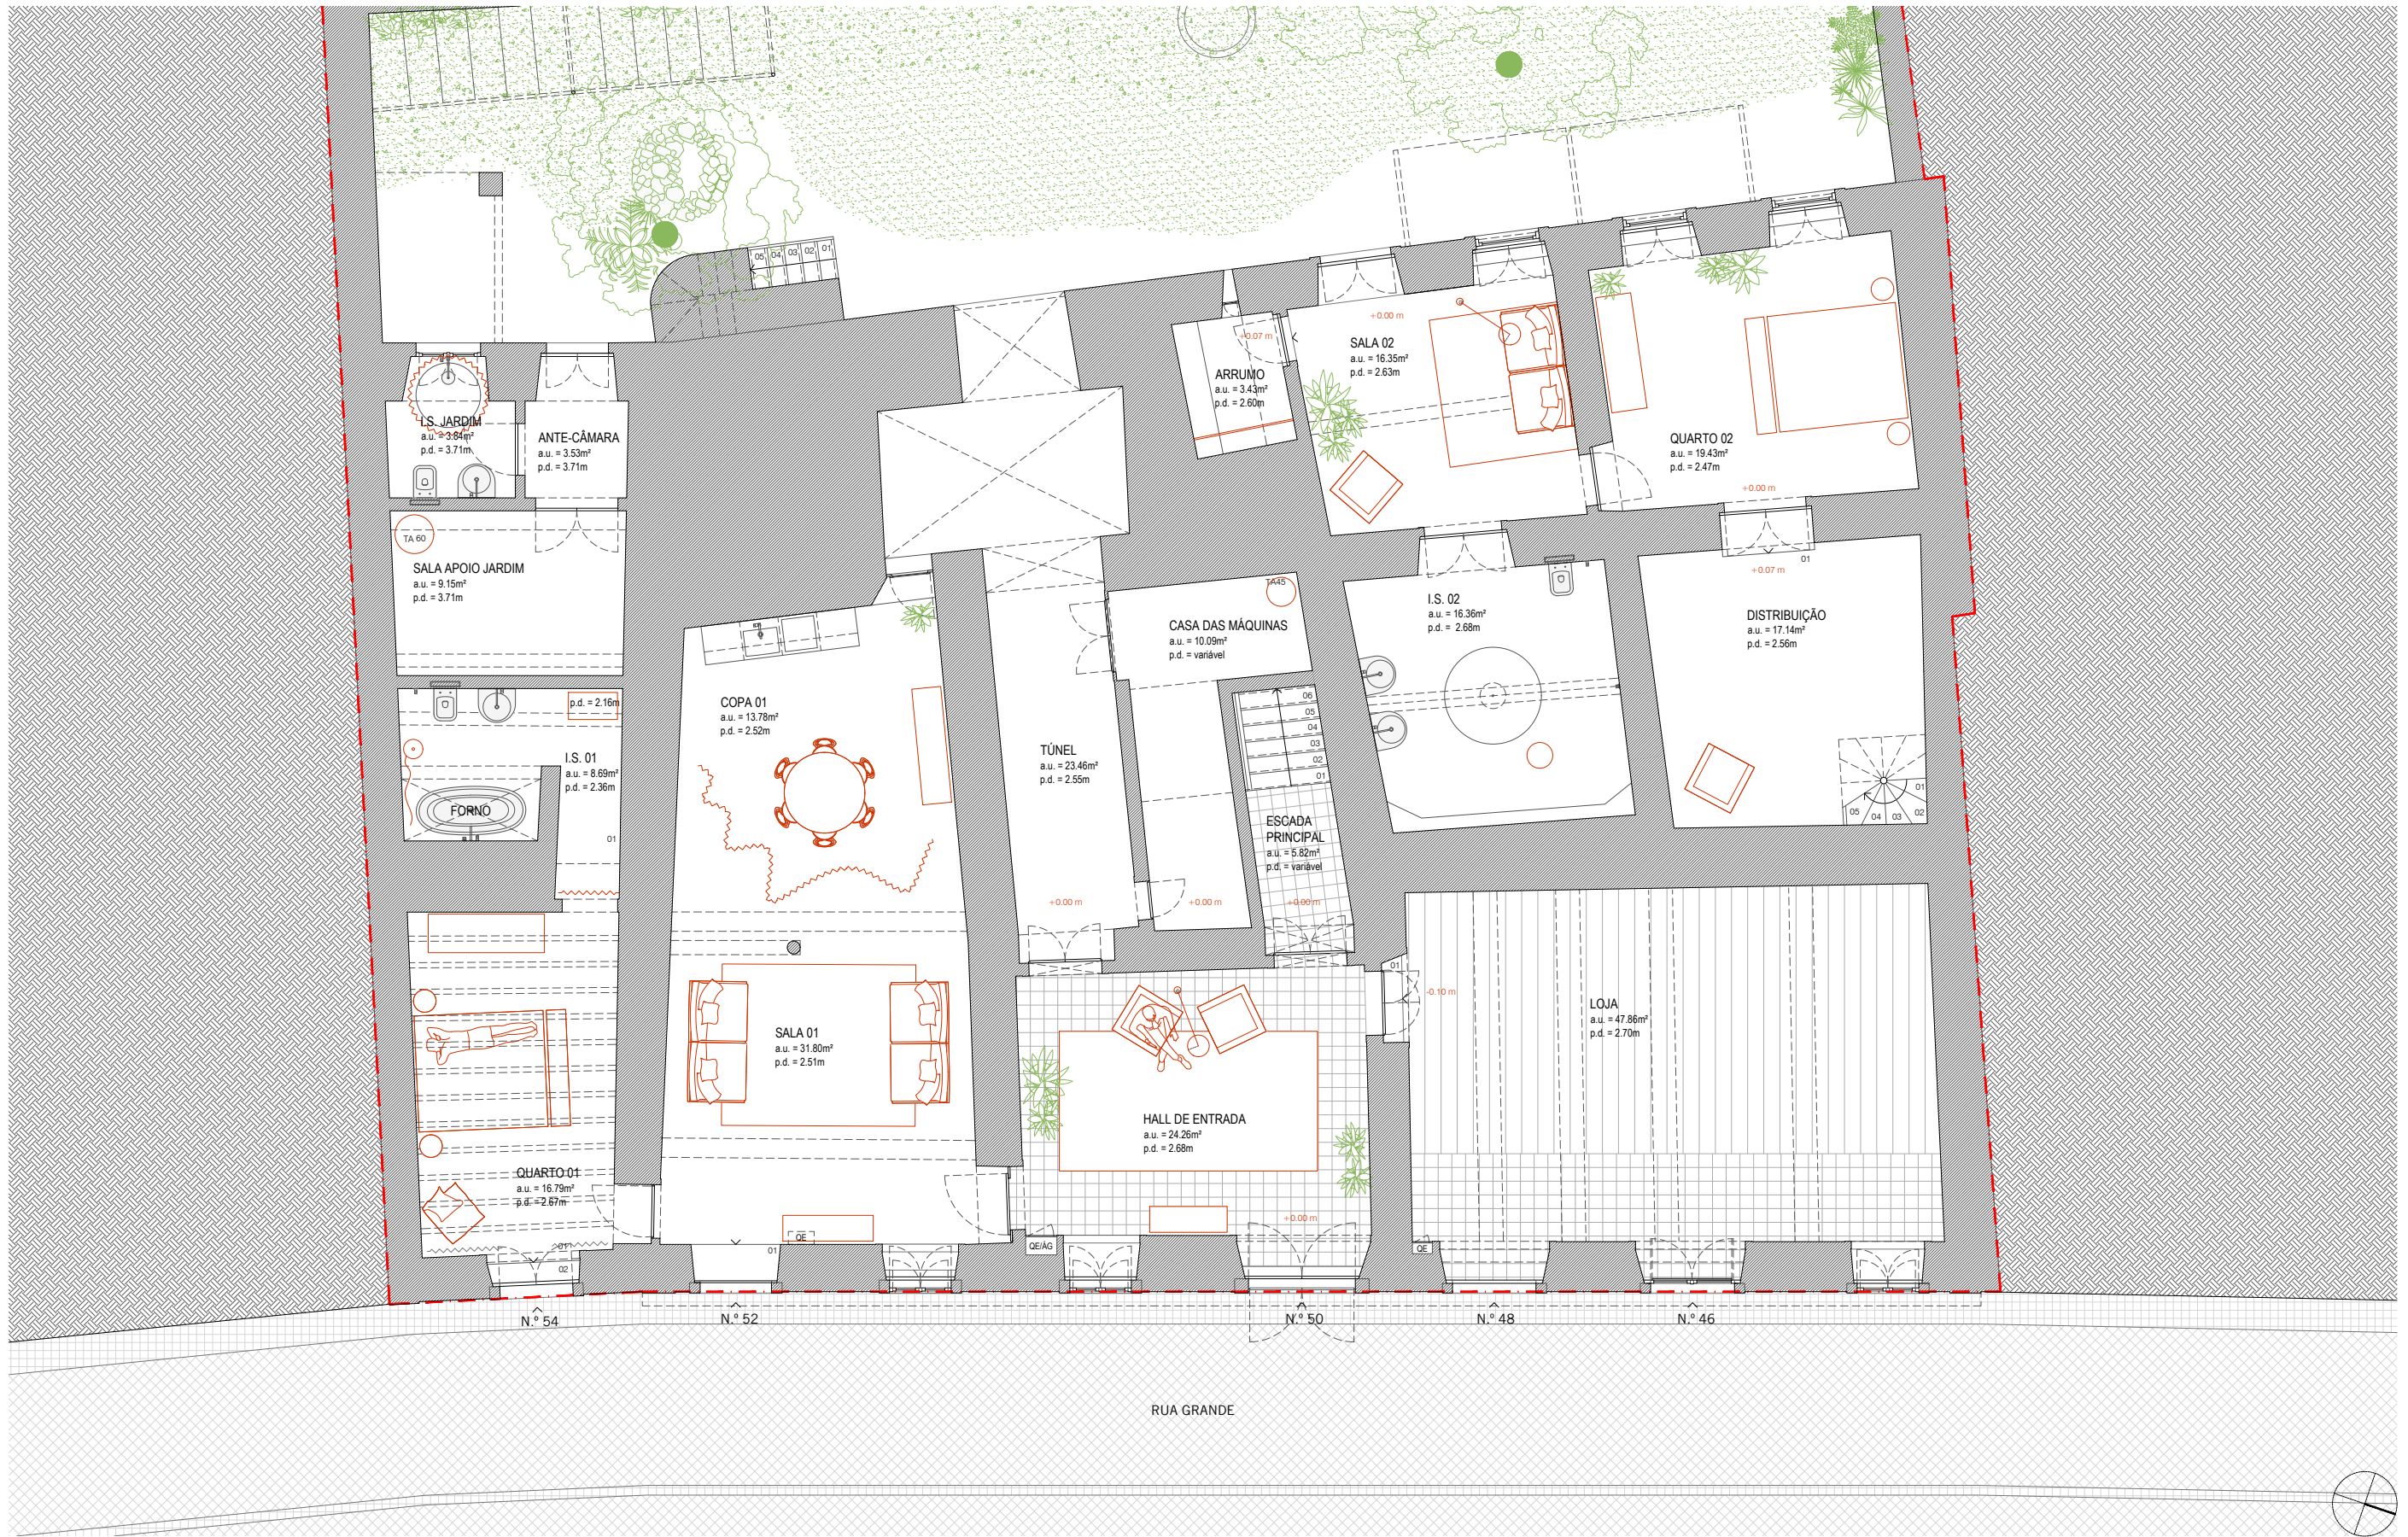 05
04
03
02
01
+0.00 m
+0.07 m
SALA 02
a.u. = 16.35m²
p.d. = 2.63m
ARRUMO
a.u. = 3.43m²
p.d. = 2.60m
I.S. JARDIM
a.u. = 3.64m²
p.d. = 3.71m
ANTE-CÂMARA
a.u. = 3.53m²
p.d. = 3.71m
QUARTO 02
a.u. = 19.43m²
p.d. = 2.47m
+0.00 m
TA 60
SALA APOIO JARDIM
a.u. = 9.15m²
p.d. = 3.71m
01
+0.07 m
TA45
I.S. 02
a.u. = 16.36m²
p.d. = 2.68m
DISTRIBUIÇÃO
a.u. = 17.14m²
p.d. = 2.56m
CASA DAS MÁQUINAS
a.u. = 10.09m²
p.d. = variável
p.d. = 2.16m
COPA 01
a.u. = 13.78m²
p.d. = 2.52m
06
05
04
03
02
01
TÚNEL
a.u. = 23.46m²
p.d. = 2.55m
I.S. 01
a.u. = 8.69m²
p.d. = 2.36m
FORNO
01
ESCADA
PRINCIPAL
a.u. = 5.82m²
p.d. = variável
01
02
03
04
05
+0.00 m
+0.00 m
+0.00 m
01
-0.10 m
LOJA
a.u. = 47.86m²
p.d. = 2.70m
SALA 01
a.u. = 31.80m²
p.d. = 2.51m
HALL DE ENTRADA
a.u. = 24.26m²
p.d. = 2.68m
QUARTO 01
a.u. = 16.79m²
p.d. = 2.67m
+0.00 m
QE
QE/ÁG
QE
01
01
02
N.º 54
N.º 52
N.º 50
N.º 48
N.º 46
RUA GRANDE